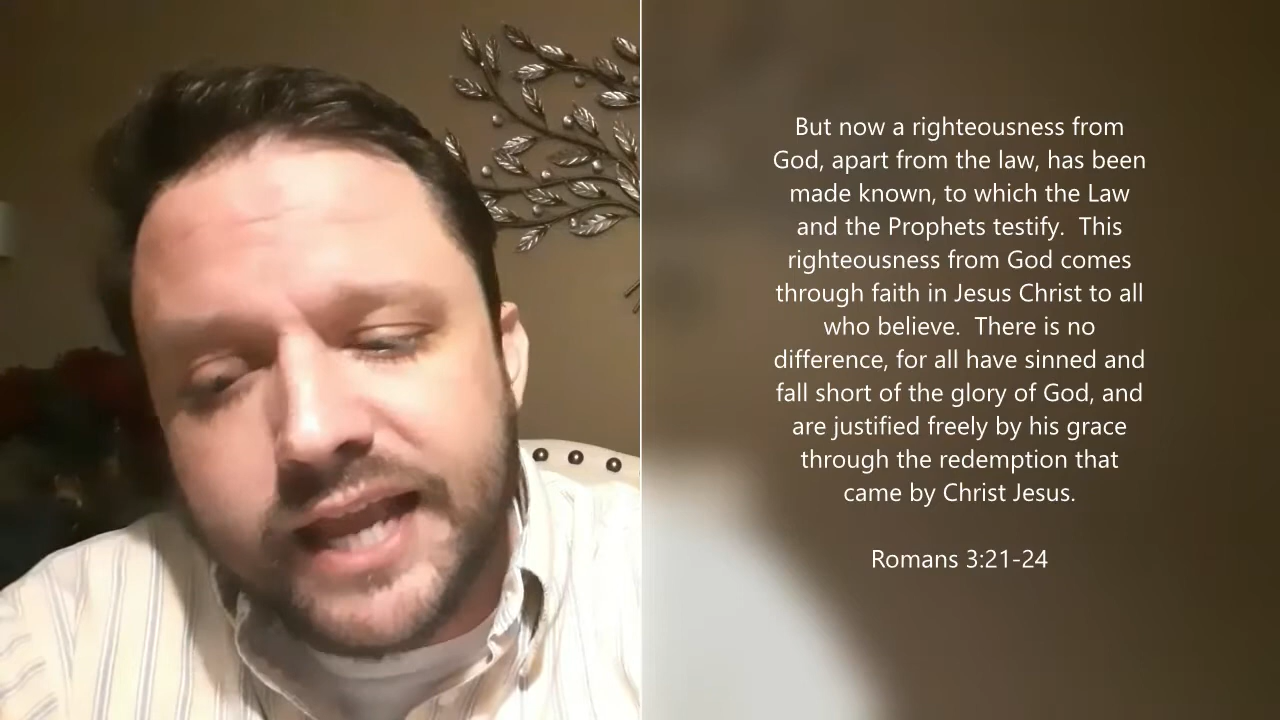 But now a righteousness from
God, apart from the law, has been
made known, to which the Law
and the Prophets testify.  This
righteousness from God comes
through faith in Jesus Christ to all
who believe.  There is no
difference, for all have sinned and
fall short of the glory of God, and
are justified freely by his grace
through the redemption that
came by Christ Jesus.
Romans 3:21-24